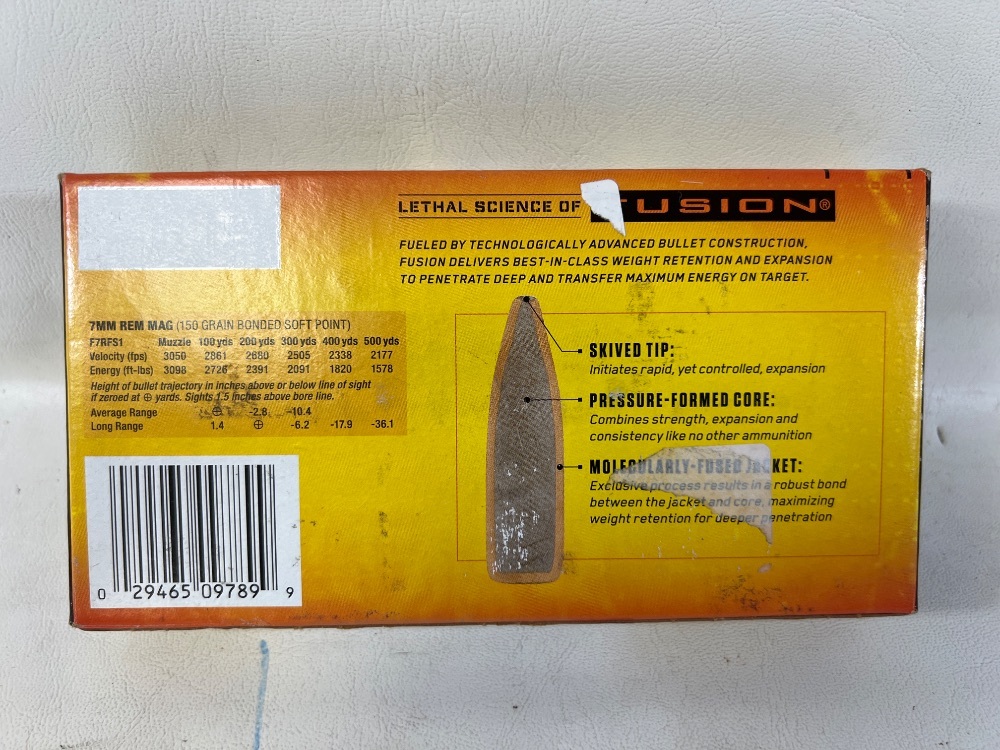 LETHAL SCIENCE OF FUSION®
FUELED BY TECHNOLOGICALLY ADVANCED BULLET CONSTRUCTION,
FUSION DELIVERS BEST-IN-CLASS WEIGHT RETENTION AND EXPANSION
TO PENETRATE DEEP AND TRANSFER MAXIMUM ENERGY ON TARGET.
7MM REM MAG (150 GRAIN BONDED SOFT POINT)
F7RFS1 Muzzle 100 yds 200 yds 300 yds 400 yds 500 yds
Velocity (fps) 3050 2861 2680 2505 2338 2177
Energy (ft-lbs) 3098 2726 2391 2091 1820 1578
Height of bullet trajectory in inches above or below line of sight
if zeroed at ⊕ yards. Sights 1.5 inches above bore line.
Average Range ⊕ -2.8 -10.4
Long Range 1.4 ⊕ -6.2 -17.9 -36.1
SKIVED TIP:
Initiates rapid, yet controlled, expansion
PRESSURE-FORMED CORE:
Combines strength, expansion and
consistency like no other ammunition
MOLECULARLY-FUSED JACKET:
Exclusive process results in a robust bond
between the jacket and core, maximizing
weight retention for deeper penetration
0 29465 09789 9